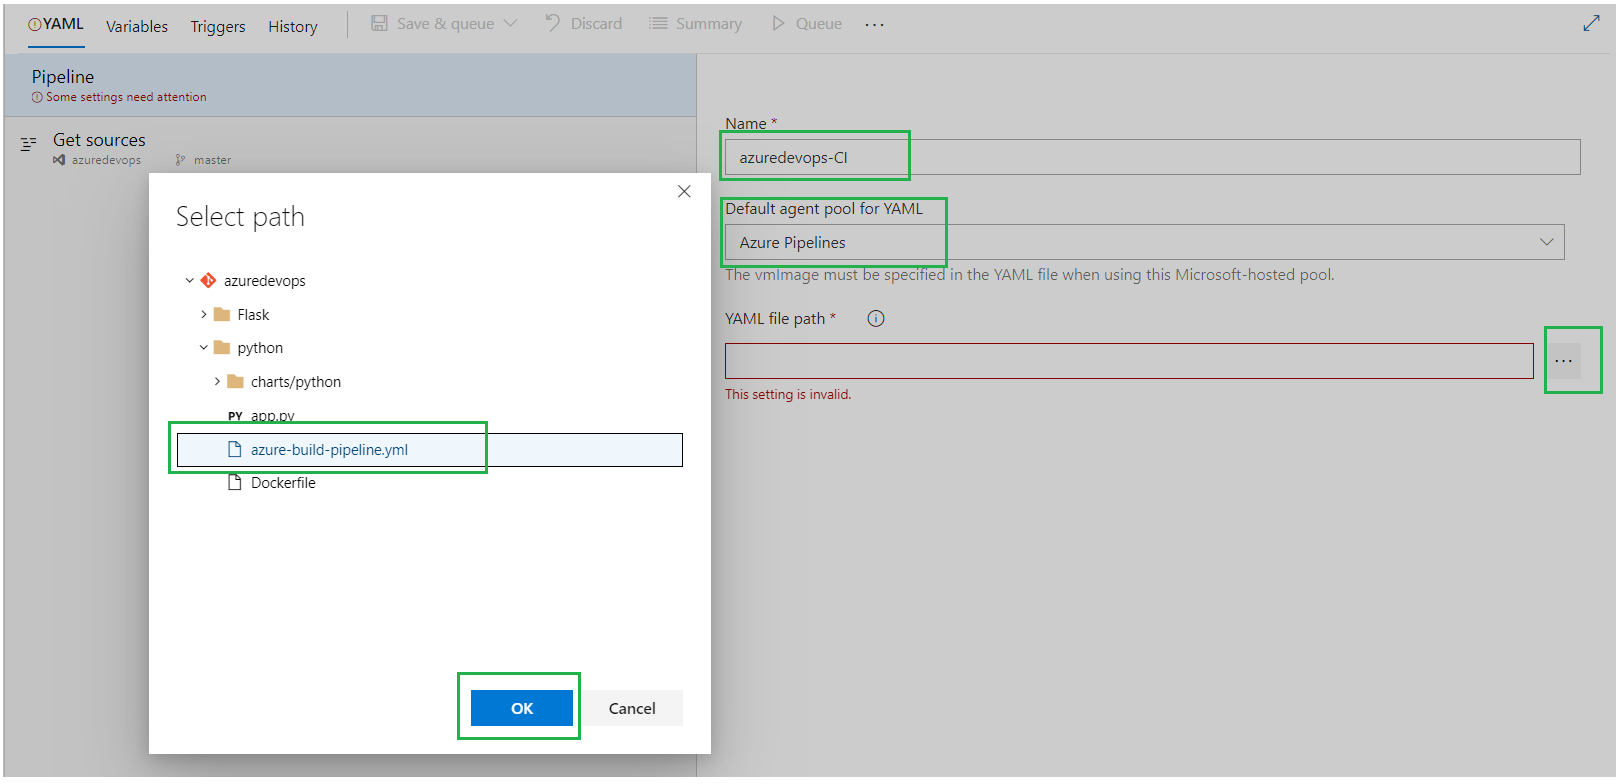 YAML Variables Triggers History Save & queue Discard Summary Queue ...
Pipeline
Some settings need attention
Get sources
azuredevops master
Name *
azuredevops-CI
Default agent pool for YAML
Azure Pipelines
The vmImage must be specified in the YAML file when using this Microsoft-hosted pool.
YAML file path *
...
This setting is invalid.
Select path
azuredevops
Flask
python
charts/python
PY app.py
azure-build-pipeline.yml
Dockerfile
OK Cancel